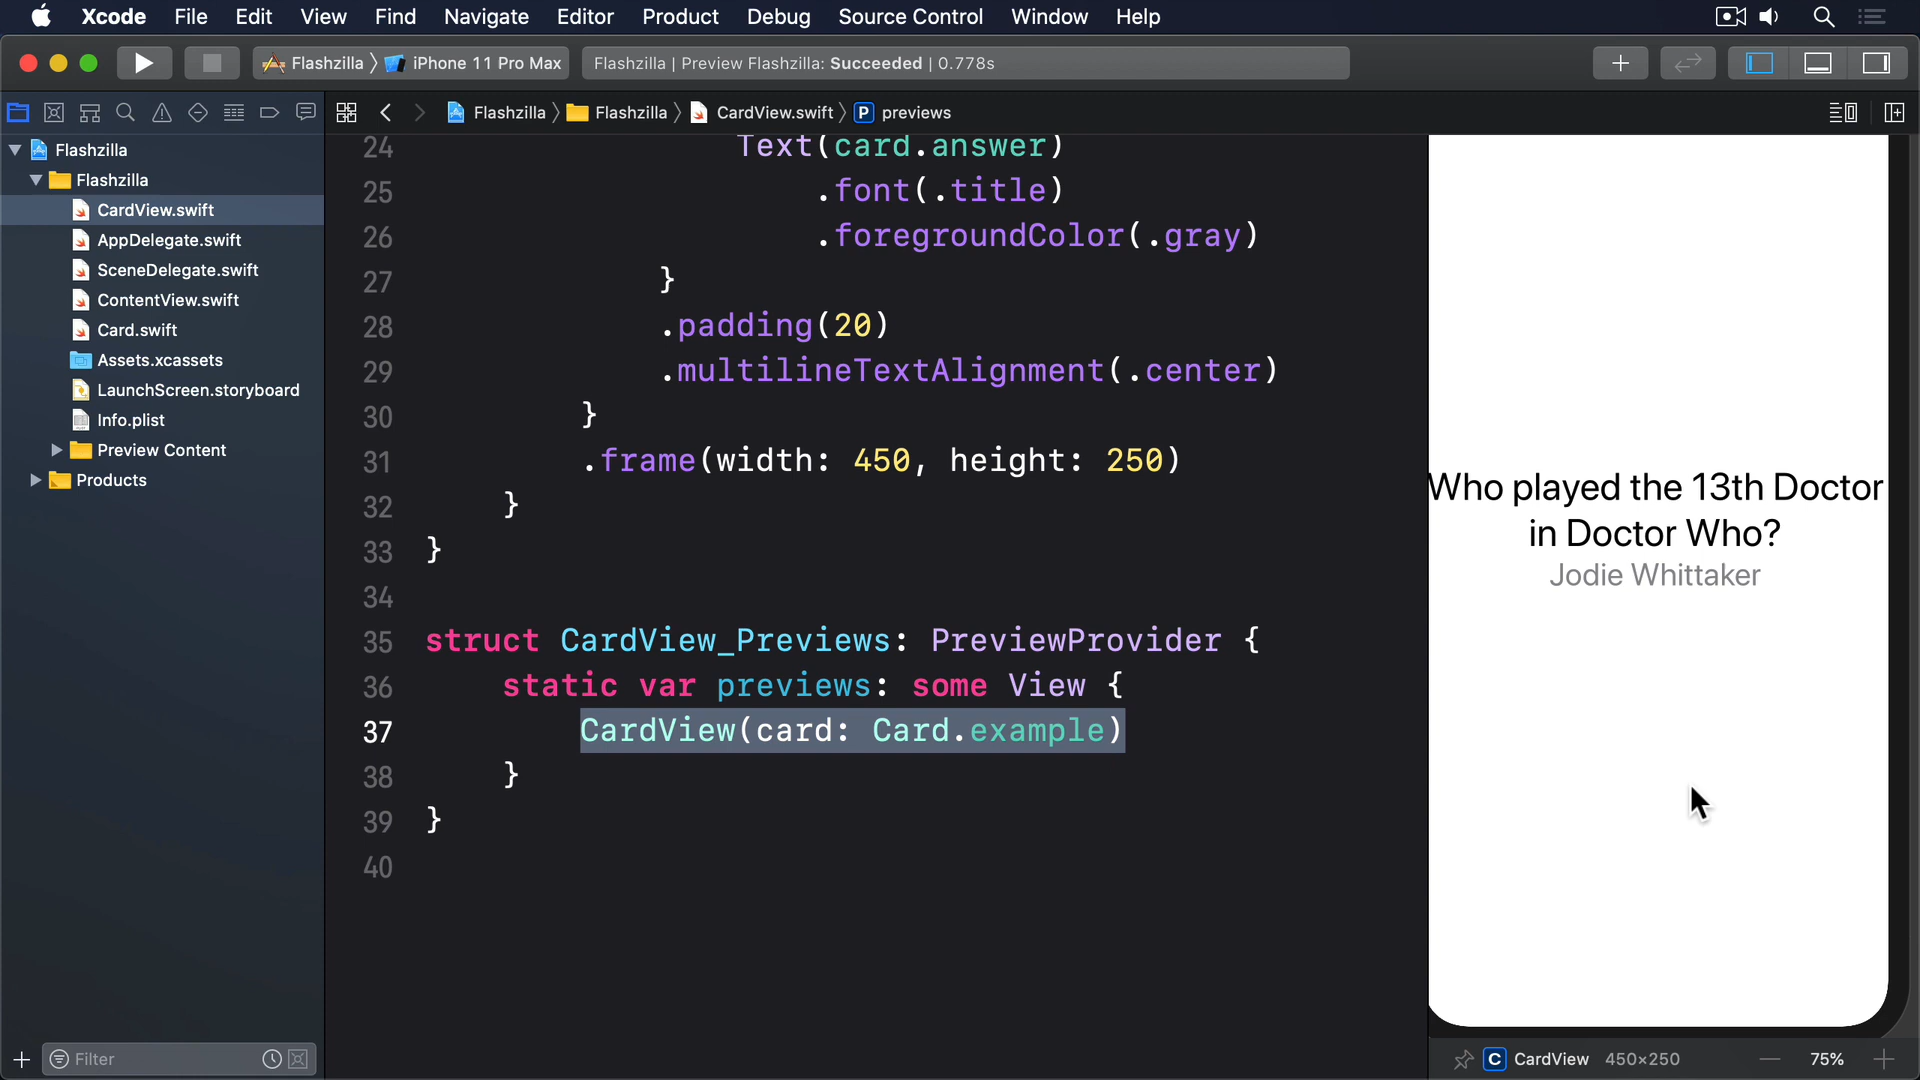 Xcode File Edit View Find Navigate Editor Product Debug Source Control Window Help
Flashzilla iPhone 11 Pro Max
Flashzilla | Preview Flashzilla: Succeeded | 0.778s
Flashzilla Flashzilla CardView.swift P previews
Flashzilla
Flashzilla
CardView.swift
AppDelegate.swift
SceneDelegate.swift
ContentView.swift
Card.swift
Assets.xcassets
LaunchScreen.storyboard
Info.plist
Preview Content
Products
Filter
24 Text(card.answer)
25 .font(.title)
26 .foregroundColor(.gray)
27 }
28 .padding(20)
29 .multilineTextAlignment(.center)
30 }
31 .frame(width: 450, height: 250)
32 }
33 }
34
35 struct CardView_Previews: PreviewProvider {
36 static var previews: some View {
37 CardView(card: Card.example)
38 }
39 }
40
Who played the 13th Doctor
in Doctor Who?
Jodie Whittaker
C CardView 450×250 75%